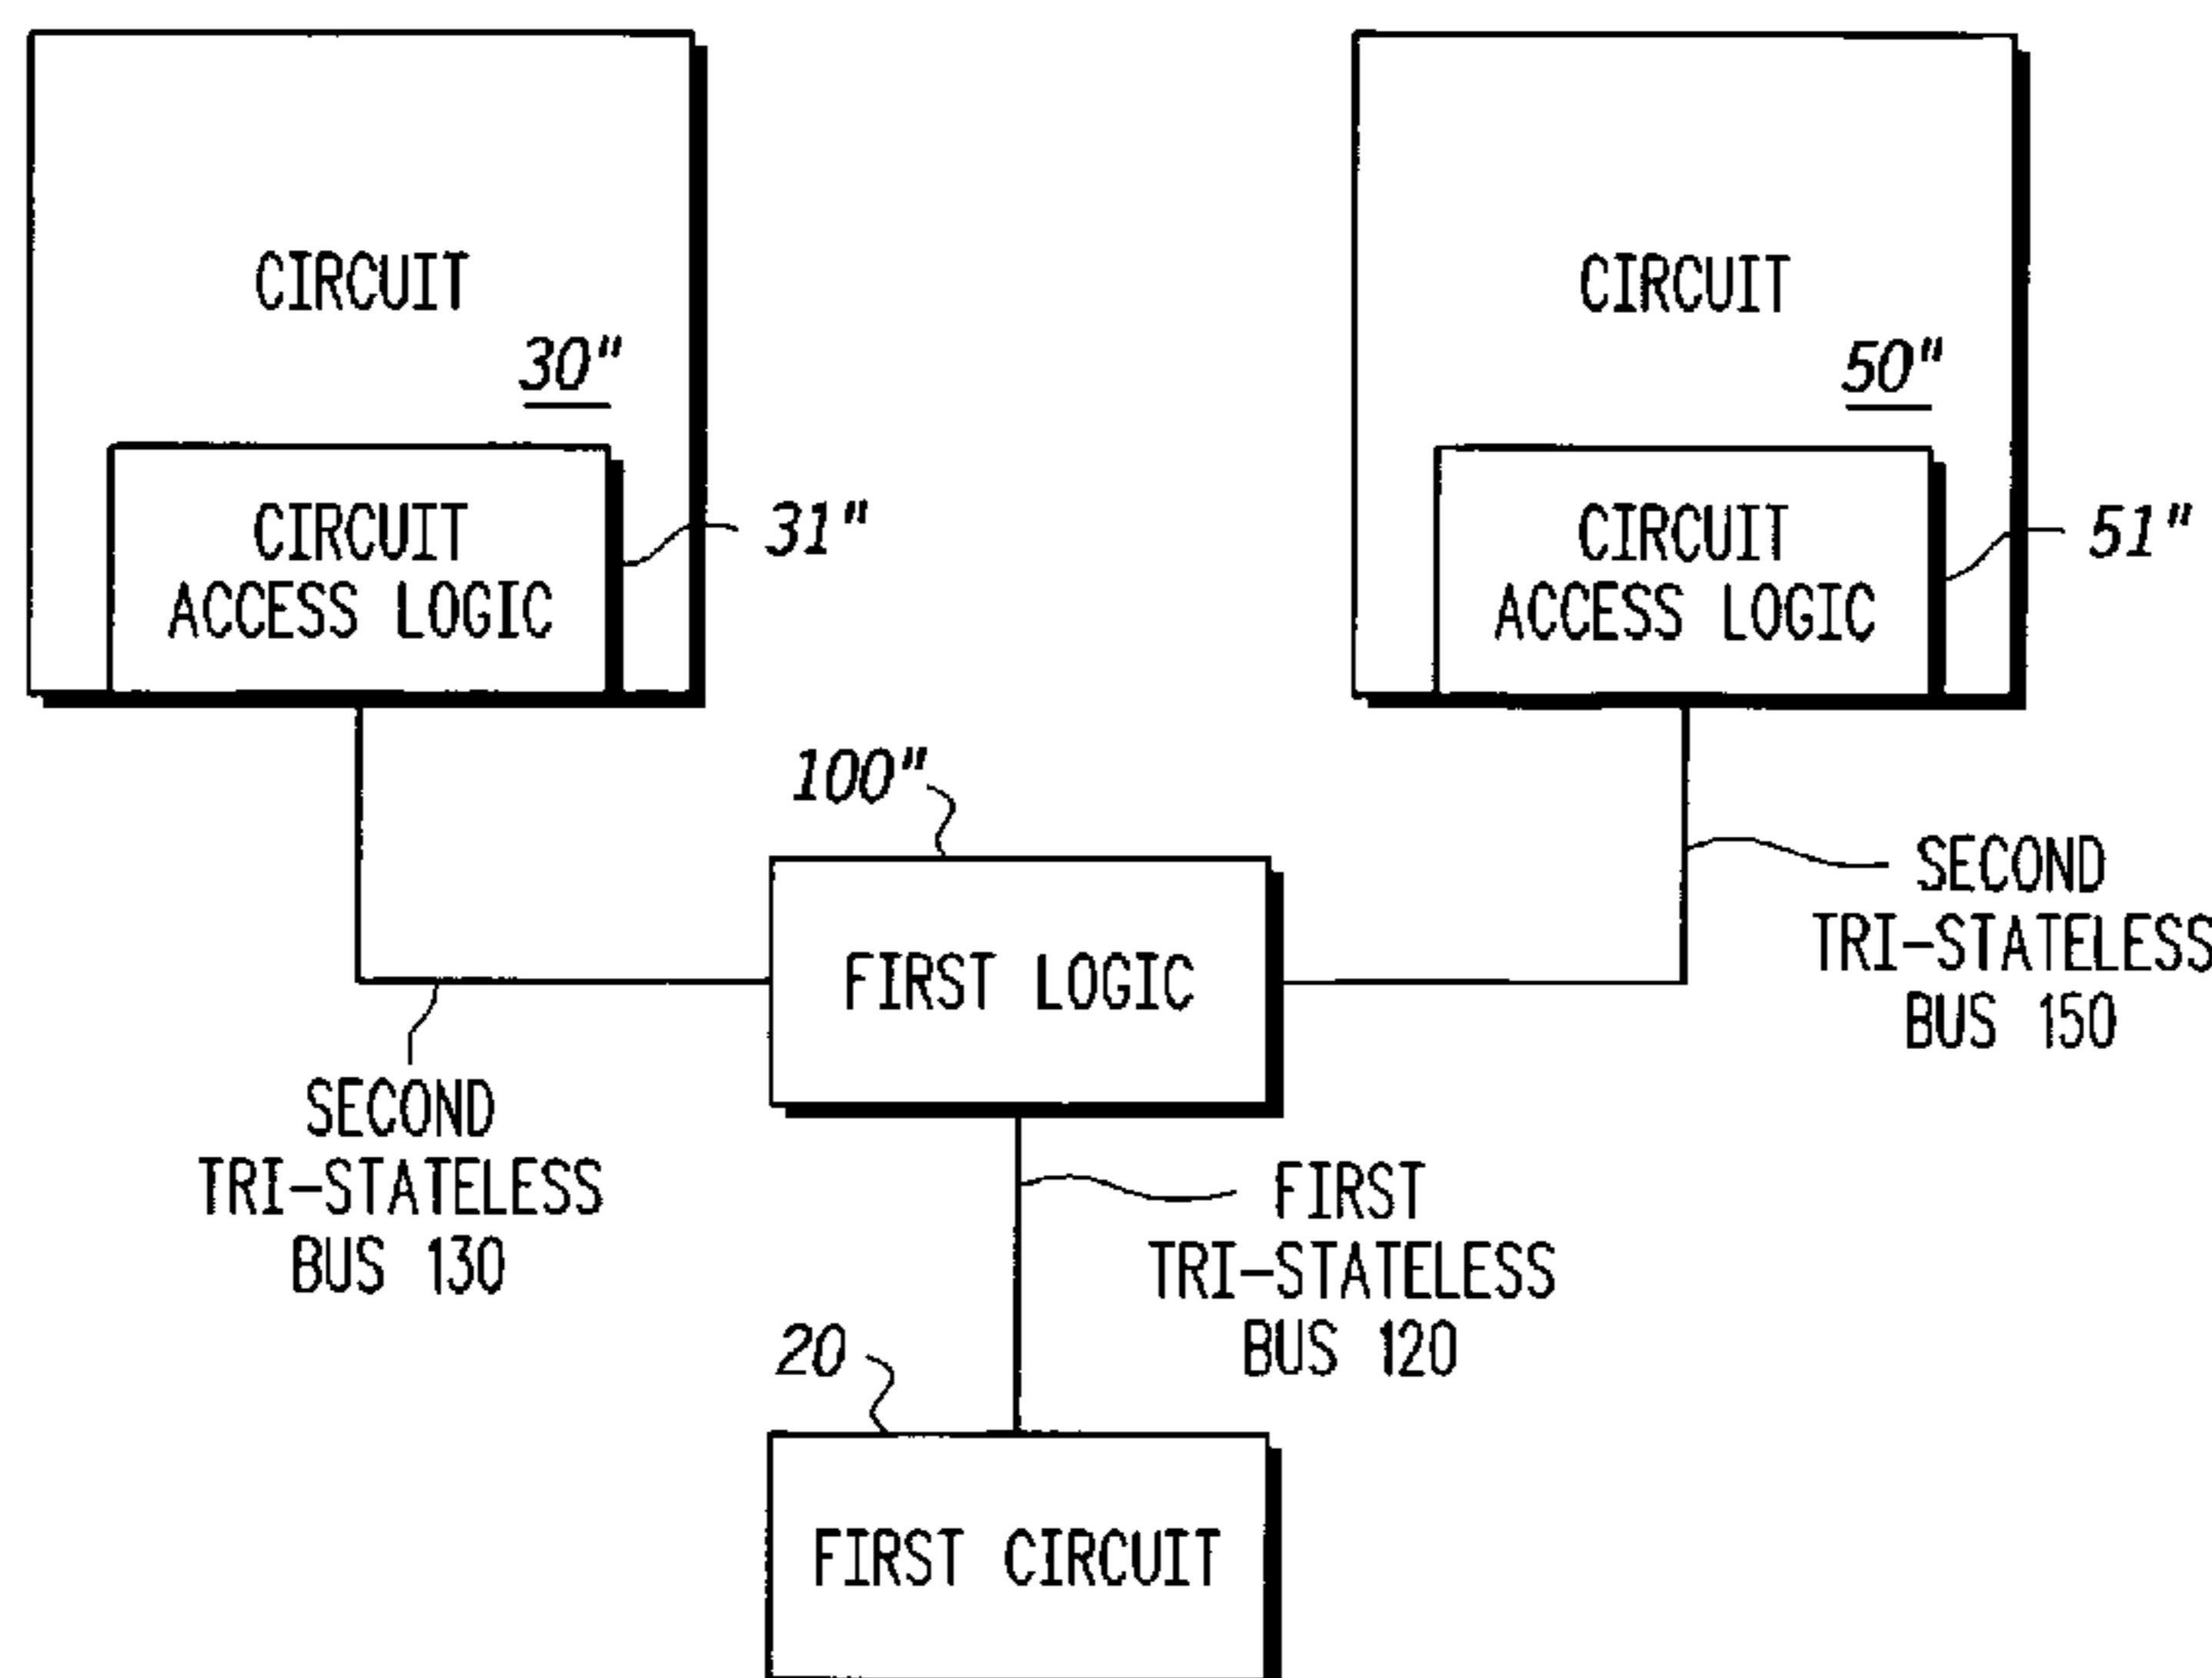 CIRCUIT
30"
CIRCUIT
ACCESS LOGIC
31"
CIRCUIT
50"
CIRCUIT
ACCESS LOGIC
51"
100"
FIRST LOGIC
SECOND
TRI-STATELESS
BUS 150
SECOND
TRI-STATELESS
BUS 130
FIRST
TRI-STATELESS
BUS 120
20
FIRST CIRCUIT